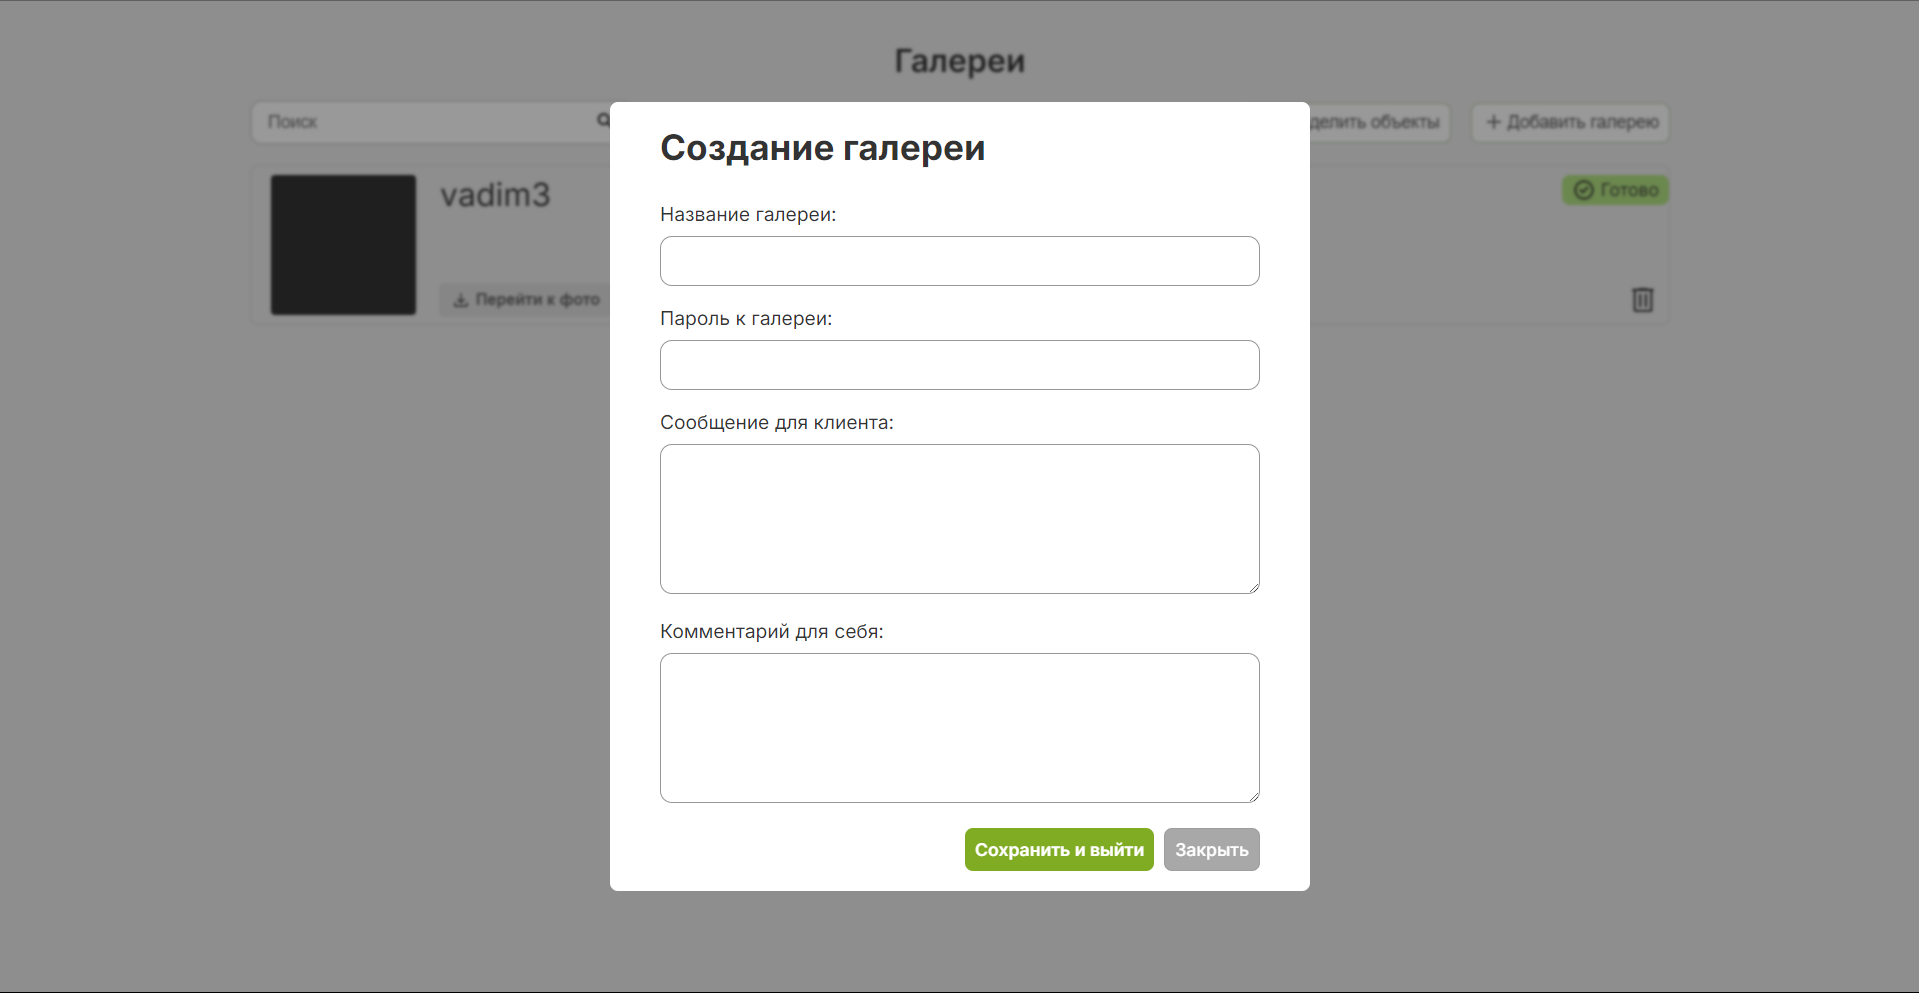 Галереи
Поиск
делить объекты
+ Добавить галерею
vadim3
Готово
Перейти к фото
Создание галереи
Название галереи:
Пароль к галереи:
Сообщение для клиента:
Комментарий для себя:
Сохранить и выйти
Закрыть